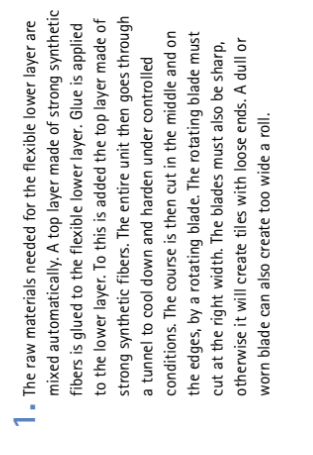 1. The raw materials needed for the flexible lower layer are
mixed automatically. A top layer made of strong synthetic
fibers is glued to the flexible lower layer. Glue is applied
to the lower layer. To this is added the top layer made of
strong synthetic fibers. The entire unit then goes through
a tunnel to cool down and harden under controlled
conditions. The course is then cut in the middle and on
the edges, by a rotating blade. The rotating blade must
cut at the right width. The blades must also be sharp,
otherwise it will create tiles with loose ends. A dull or
worn blade can also create too wide a roll.